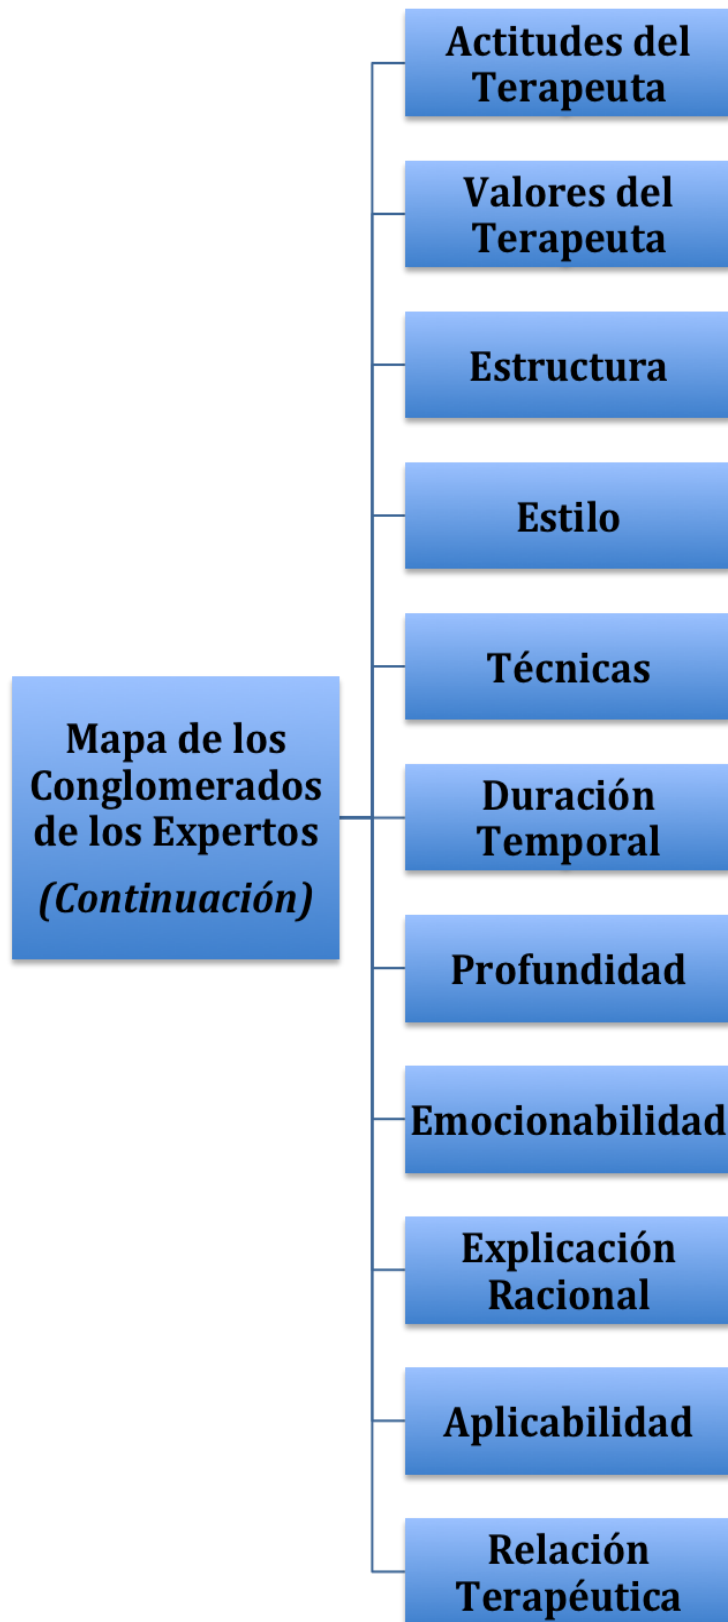 Mapa de los
Conglomerados
de los Expertos
(Continuación)
Actitudes del
Terapeuta
Valores del
Terapeuta
Estructura
Estilo
Técnicas
Duración
Temporal
Profundidad
Emocionabilidad
Explicación
Racional
Aplicabilidad
Relación
Terapéutica